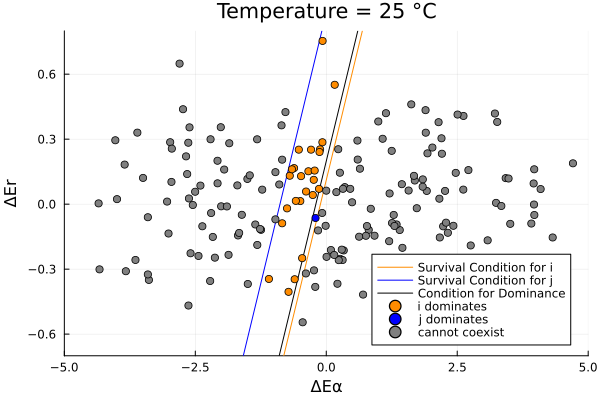 Temperature = 25 °C
ΔEr
0.6
0.3
0.0
−0.3
−0.6
−5.0 −2.5 0.0 2.5 5.0
ΔEα
Survival Condition for i
Survival Condition for j
Condition for Dominance
i dominates
j dominates
cannot coexist